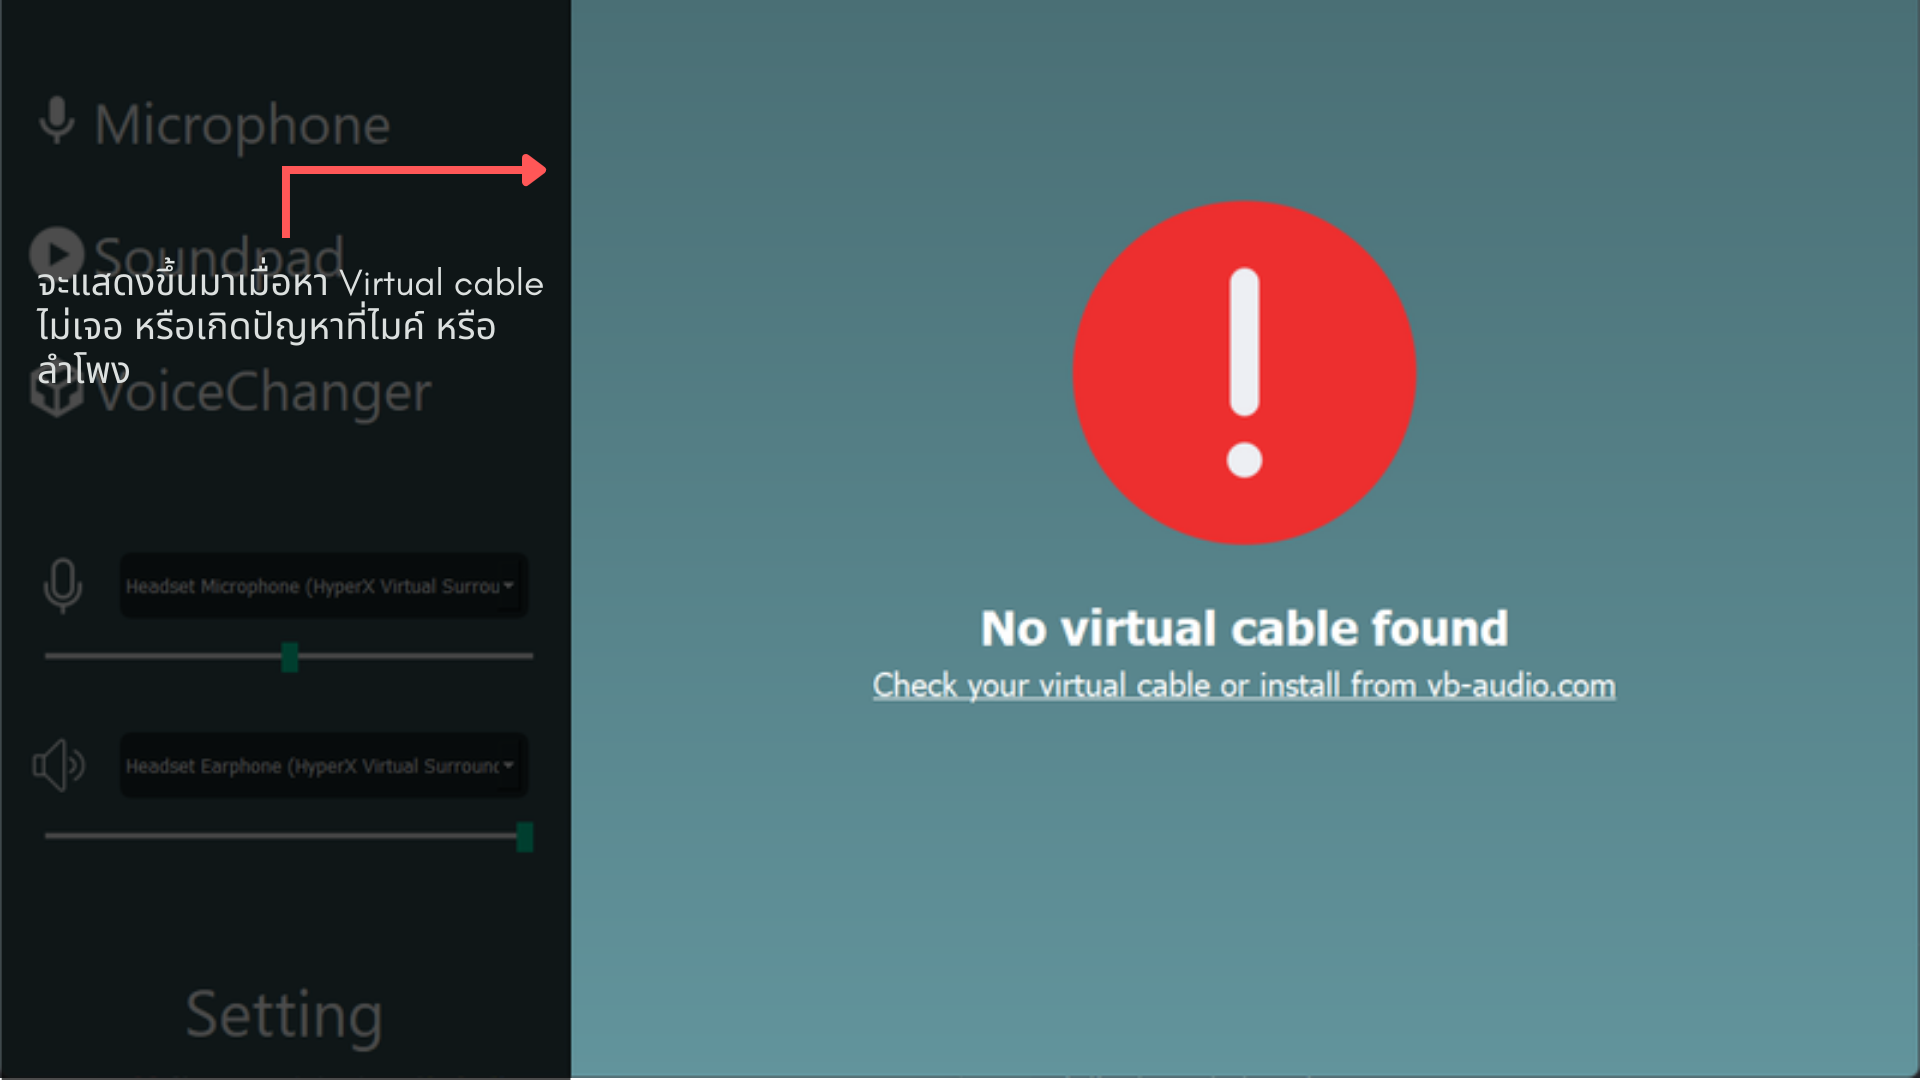 Microphone
Soundpad
จะแสดงขึ้นมาเมื่อหา Virtual cable
ไม่เจอ หรือเกิดปัญหาที่ไมค์ หรือ
ลำโพง
VoiceChanger
Headset Microphone (HyperX Virtual Surrou
Headset Earphone (HyperX Virtual Surround
Setting
No virtual cable found
Check your virtual cable or install from vb-audio.com